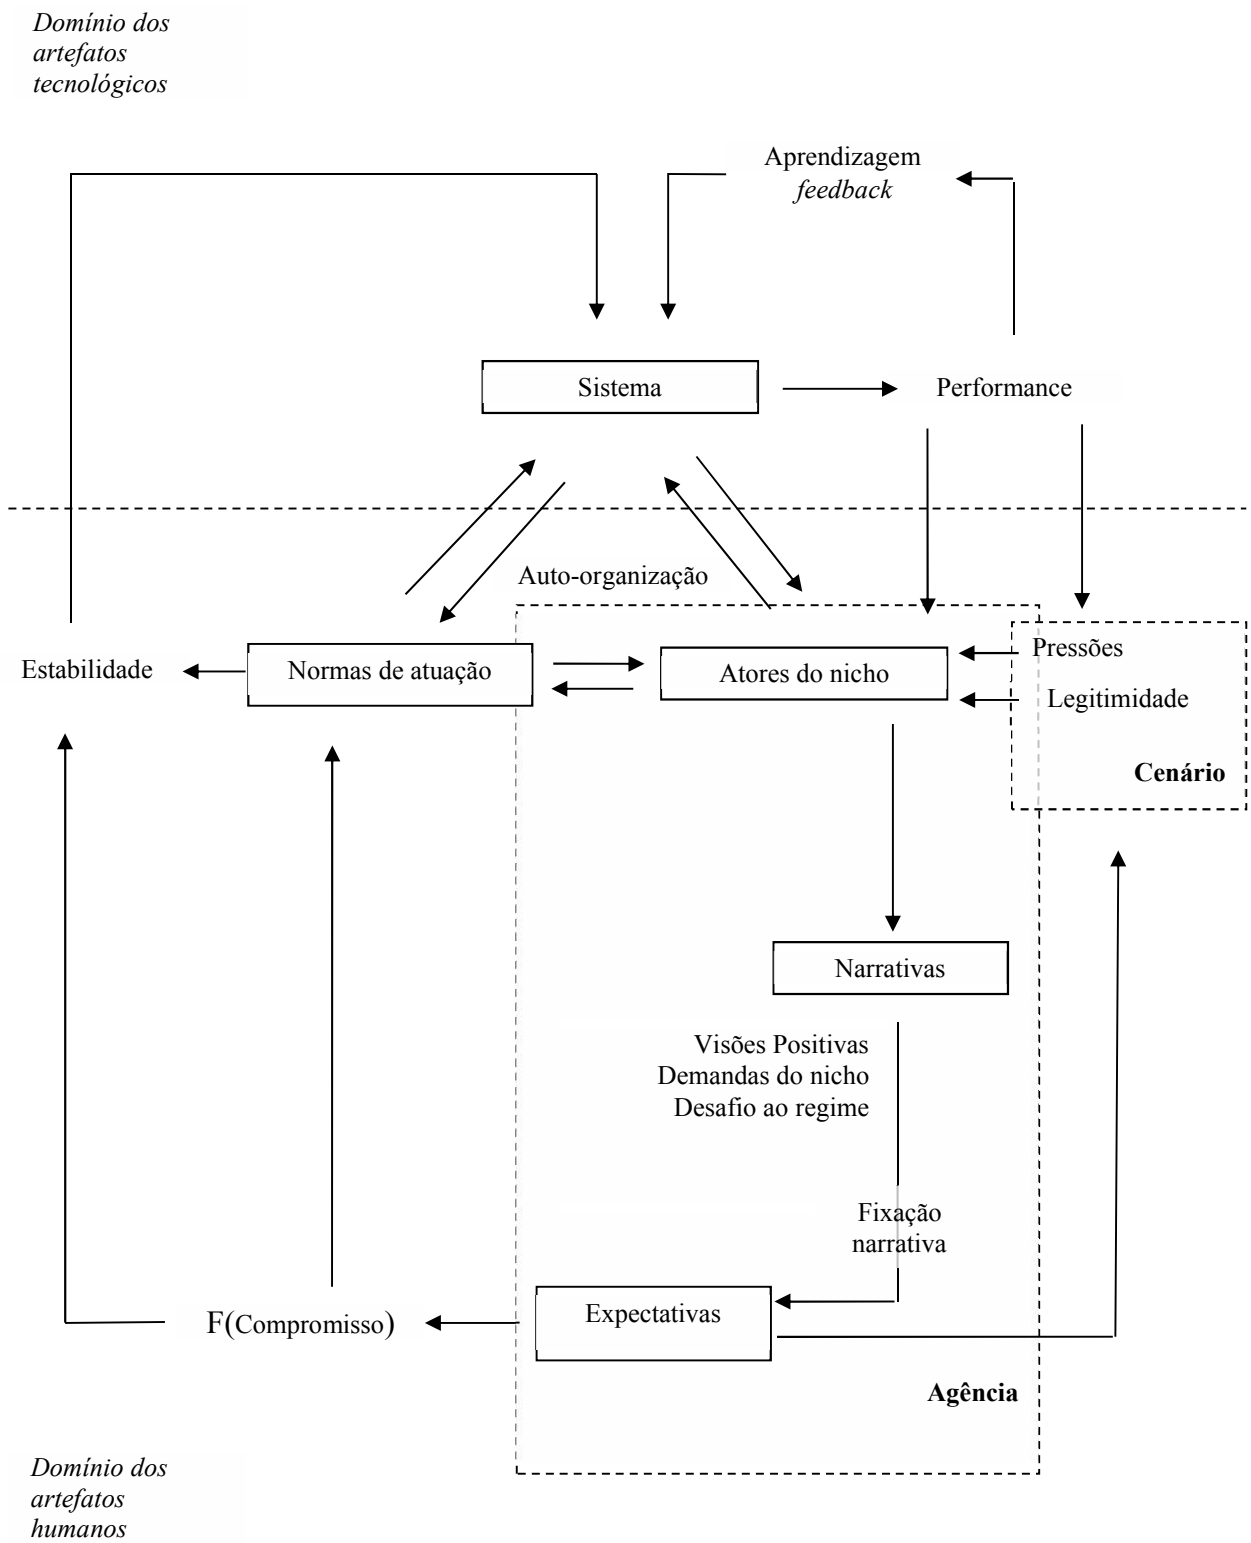 Domínio dos
artefatos
tecnológicos
Aprendizagem
feedback
Sistema
Performance
Auto-organização
Estabilidade
Normas de atuação
Atores do nicho
Pressões
Legitimidade
Cenário
Narrativas
Visões Positivas
Demandas do nicho
Desafio ao regime
Fixação
narrativa
F(Compromisso)
Expectativas
Agência
Domínio dos
artefatos
humanos